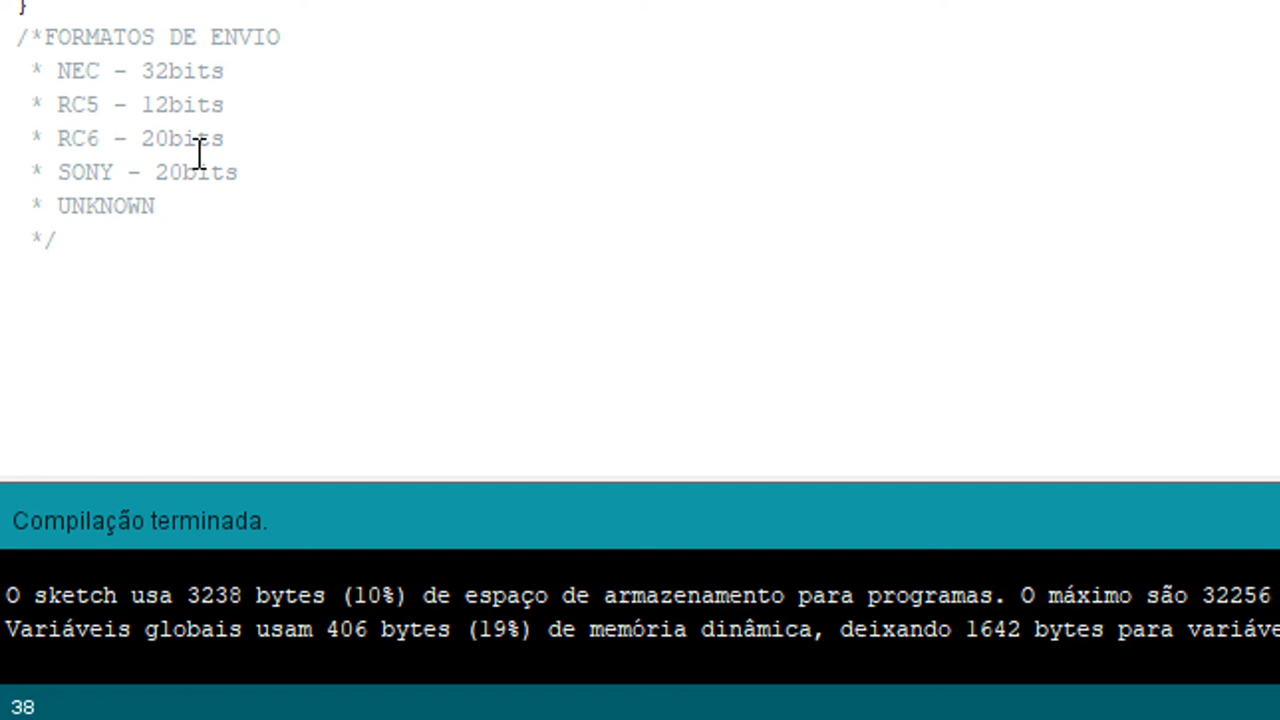 }
/*FORMATOS DE ENVIO
* NEC - 32bits
* RC5 - 12bits
* RC6 - 20bits
* SONY - 20bits
* UNKNOWN
*/
Compilação terminada.
O sketch usa 3238 bytes (10%) de espaço de armazenamento para programas. O máximo são 32256
Variáveis globais usam 406 bytes (19%) de memória dinâmica, deixando 1642 bytes para variáve
38